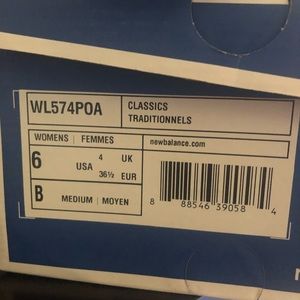 WL574POA
CLASSICS
TRADITIONNELS
WOMENS | FEMMES
newbalance.com
6
4 UK
USA 36½ EUR
B MEDIUM | MOYEN
8 88546 39058 4